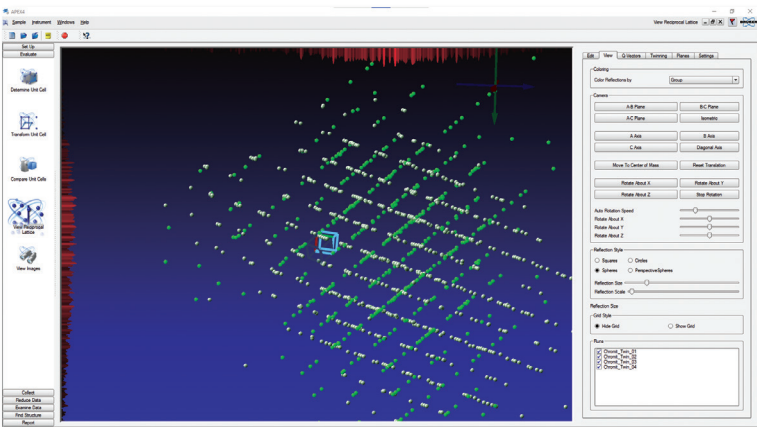 APEX4
Sample Instrument Windows Help
View Reciprocal Lattice
Set Up
Evaluate
Determine Unit Cell
Transform Unit Cell
Compare Unit Cells
View Reciprocal
Lattice
View Images
Collect
Reduce Data
Examine Data
Find Structure
Report
Edit View Q-Vectors Twinning Planes Settings
Coloring
Color Reflections by Group
Camera
A-B Plane B-C Plane
A-C Plane Isometric
A Axis B Axis
C Axis Diagonal Axis
Move To Center of Mass Reset Translation
Rotate About X Rotate About Y
Rotate About Z Stop Rotation
Auto Rotation Speed
Rotate About X
Rotate About Y
Rotate About Z
Reflection Style
Squares Circles
Spheres PerspectiveSpheres
Reflection Size
Reflection Scale
Reflection Size
Grid Style
Hide Grid Show Grid
Runs
Chromit_Twin_01
Chromit_Twin_02
Chromit_Twin_03
Chromit_Twin_04